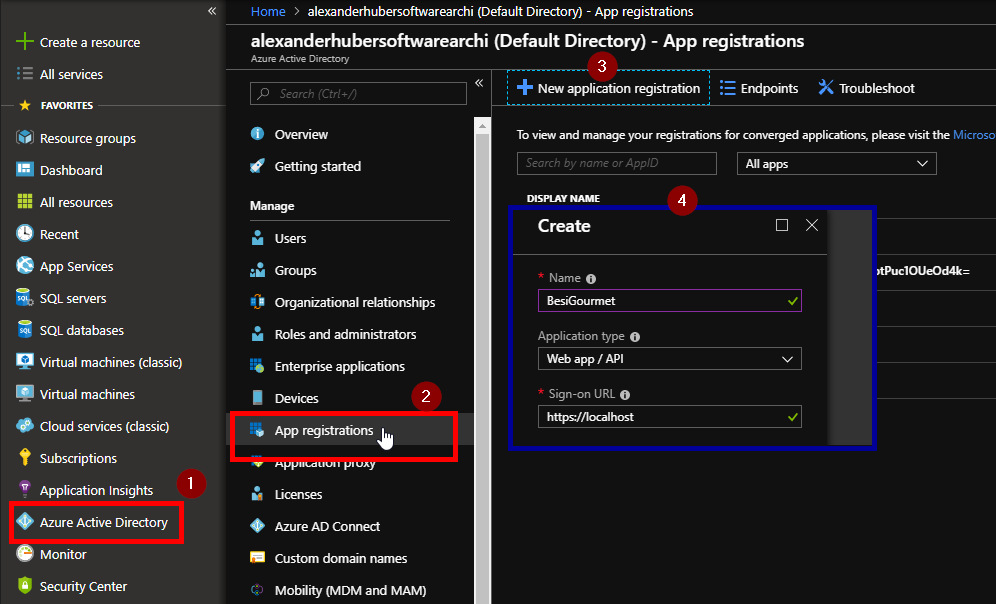 «
Create a resource
All services
FAVORITES
Resource groups
Dashboard
All resources
Recent
App Services
SQL servers
SQL databases
Virtual machines (classic)
Virtual machines
Cloud services (classic)
Subscriptions
Application Insights
1
Azure Active Directory
Monitor
Security Center
Home > alexanderhubersoftwarearchi (Default Directory) - App registrations
alexanderhubersoftwarearchi (Default Directory) - App registrations
Azure Active Directory
Search (Ctrl+/)
«
Overview
Getting started
Manage
Users
Groups
Organizational relationships
Roles and administrators
Enterprise applications
Devices
2
App registrations
Application proxy
Licenses
Azure AD Connect
Custom domain names
Mobility (MDM and MAM)
3
New application registration
Endpoints
Troubleshoot
To view and manage your registrations for converged applications, please visit the Microso
Search by name or AppID
All apps
DISPLAY NAME
4
Create
* Name
BesiGourmet
Application type
Web app / API
* Sign-on URL
https://localhost